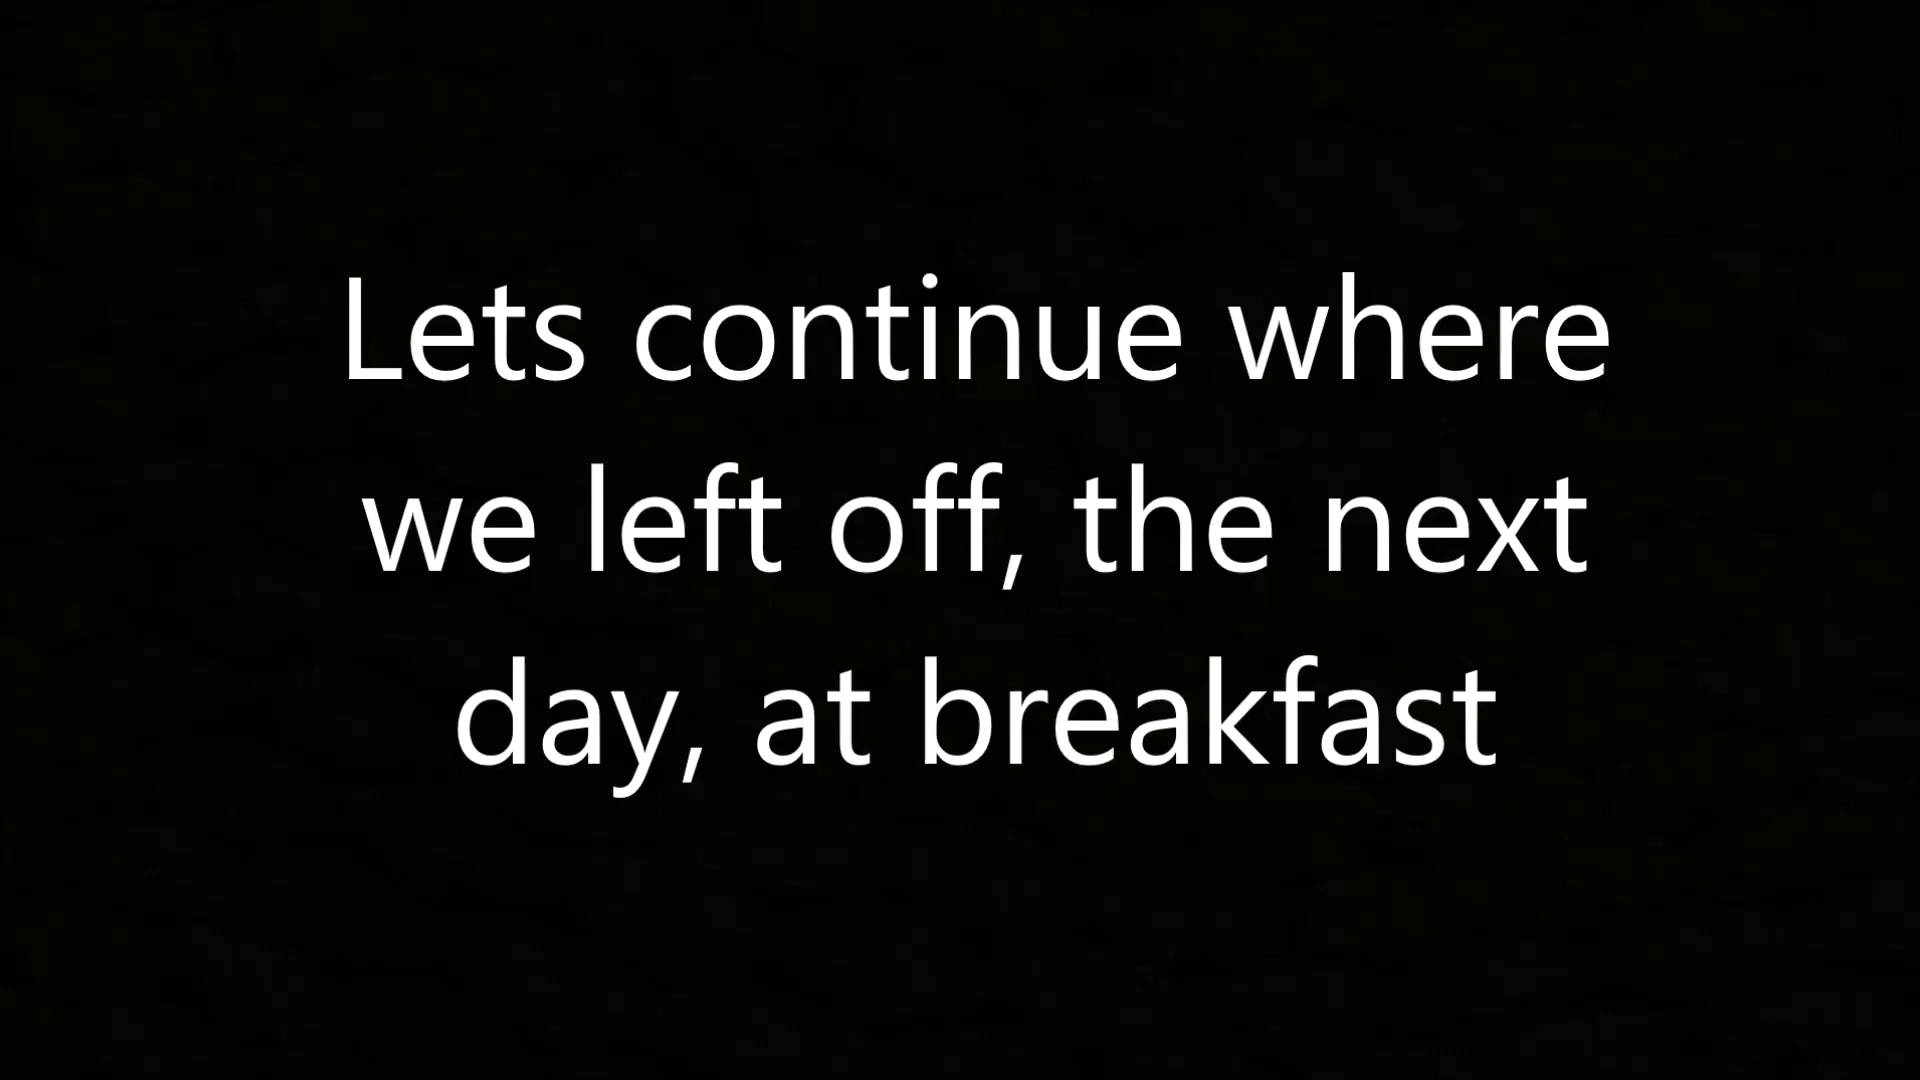 Lets continue where
we left off, the next
day, at breakfast